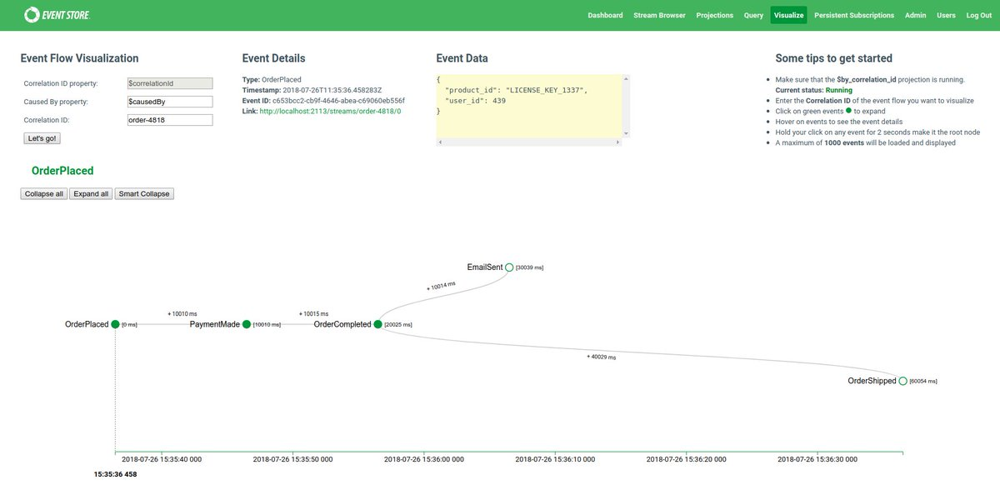 EVENT STORE
Dashboard Stream Browser Projections Query Visualize Persistent Subscriptions Admin Users Log Out
Event Flow Visualization
Correlation ID property: $correlationId
Caused By property: $causedBy
Correlation ID: order-4818
Let's go!
Event Details
Type: OrderPlaced
Timestamp: 2018-07-26T11:35:36.458283Z
Event ID: c653bcc2-cb9f-4646-abea-c69060eb556f
Link: http://localhost:2113/streams/order-4818/0
Event Data
{
"product_id": "LICENSE_KEY_1337",
"user_id": 439
}
Some tips to get started
Make sure that the $by_correlation_id projection is running.
Current status: Running
Enter the Correlation ID of the event flow you want to visualize
Click on green events to expand
Hover on events to see the event details
Hold your click on any event for 2 seconds make it the root node
A maximum of 1000 events will be loaded and displayed
OrderPlaced
Collapse all Expand all Smart Collapse
EmailSent [30039 ms]
+ 10014 ms
+ 10010 ms + 10015 ms
OrderPlaced [0 ms] PaymentMade [10010 ms] OrderCompleted [20025 ms]
+ 40029 ms
OrderShipped [60054 ms]
2018-07-26 15:35:40 000 2018-07-26 15:35:50 000 2018-07-26 15:36:00 000 2018-07-26 15:36:10 000 2018-07-26 15:36:20 000 2018-07-26 15:36:30 000
15:35:36 458